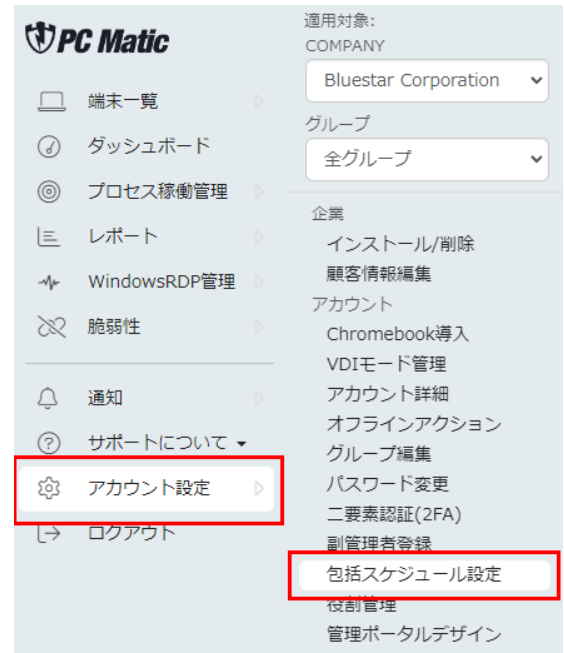 PC Matic
端末一覧
ダッシュボード
プロセス稼働管理
レポート
WindowsRDP管理
脆弱性
通知
サポートについて
アカウント設定
ログアウト
適用対象:
COMPANY
Bluestar Corporation
グループ
全グループ
企業
インストール/削除
顧客情報編集
アカウント
Chromebook導入
VDIモード管理
アカウント詳細
オフラインアクション
グループ編集
パスワード変更
二要素認証(2FA)
副管理者登録
包括スケジュール設定
役割管理
管理ポータルデザイン